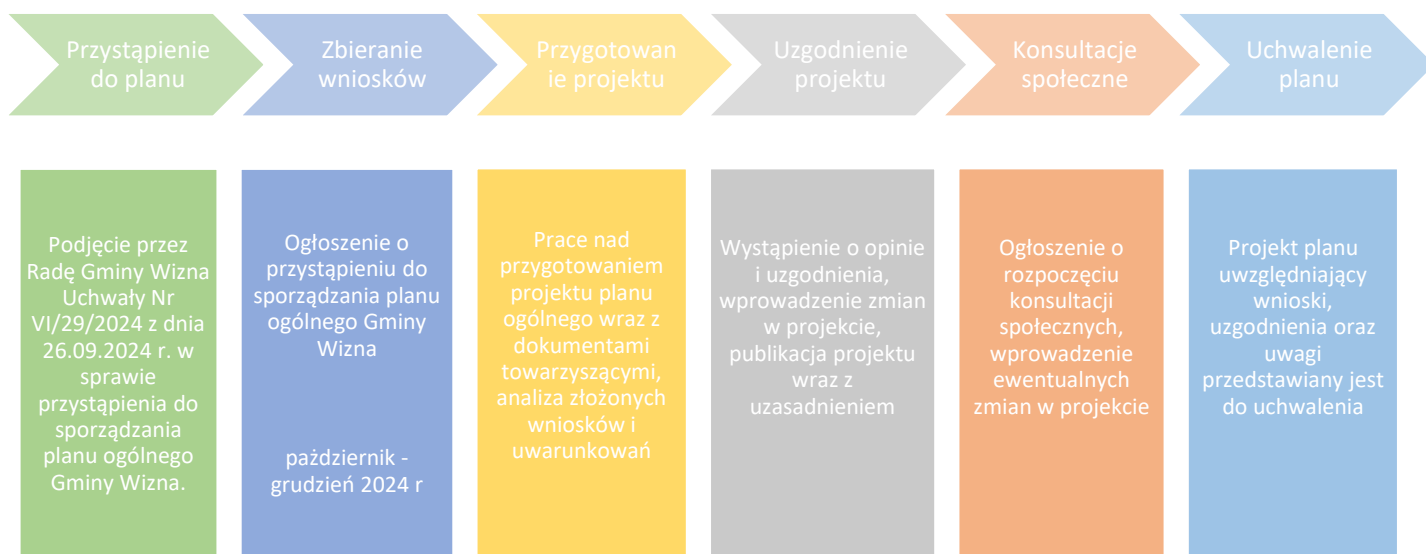 Przystąpienie
do planu
Zbieranie
wniosków
Przygotowan
ie projektu
Uzgodnienie
projektu
Konsultacje
społeczne
Uchwalenie
planu
Podjęcie przez
Radę Gminy Wizna
Uchwały Nr
VI/29/2024 z dnia
26.09.2024 r. w
sprawie
przystąpienia do
sporządzania
planu ogólnego
Gminy Wizna.
Ogłoszenie o
przystąpieniu do
sporządzania planu
ogólnego Gminy
Wizna
pażdziernik -
grudzień 2024 r
Prace nad
przygotowaniem
projektu planu
ogólnego wraz z
dokumentami
towarzyszącymi,
analiza złożonych
wniosków i
uwarunkowań
Wystąpienie o opinie
i uzgodnienia,
wprowadzenie zmian
w projekcie,
publikacja projektu
wraz z
uzasadnieniem
Ogłoszenie o
rozpoczęciu
konsultacji
społecznych,
wprowadzenie
ewentualnych
zmian w projekcie
Projekt planu
uwzględniający
wnioski,
uzgodnienia oraz
uwagi
przedstawiany jest
do uchwalenia